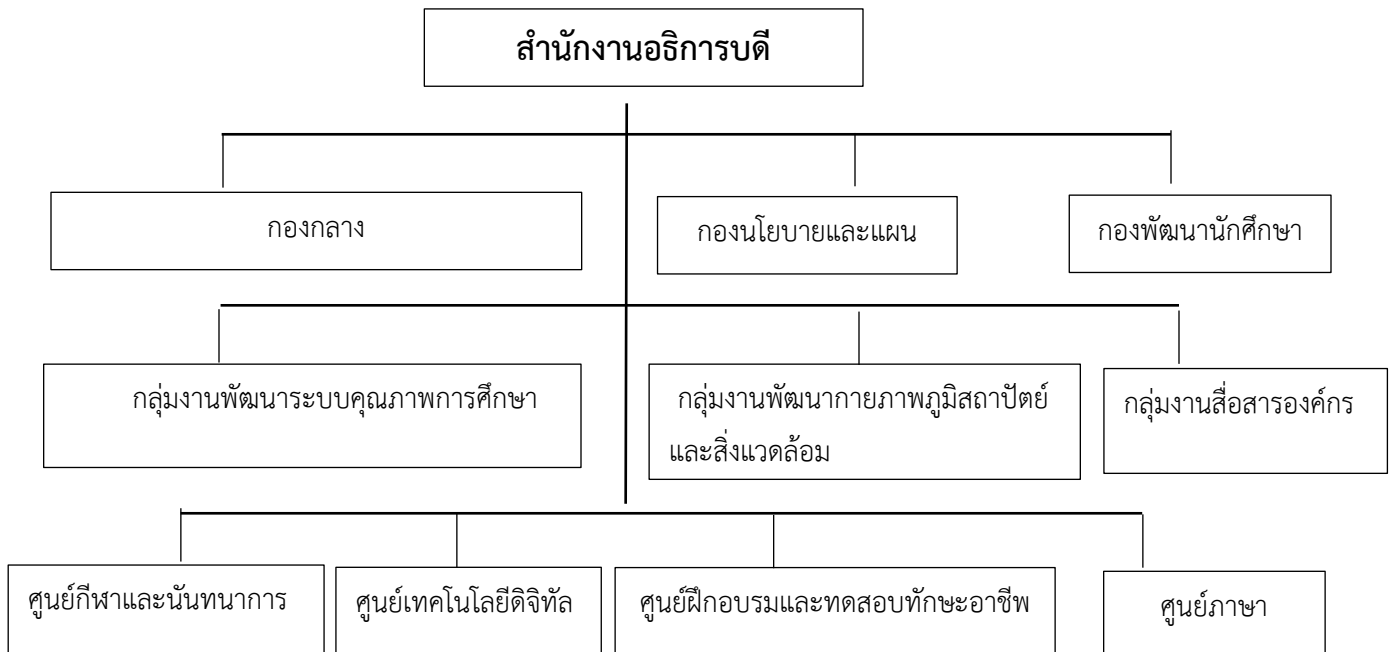 สำนักงานอธิการบดี
กองกลาง
กองนโยบายและแผน
กองพัฒนานักศึกษา
กลุ่มงานพัฒนาระบบคุณภาพการศึกษา
กลุ่มงานพัฒนากายภาพภูมิสถาปัตย์
และสิ่งแวดล้อม
กลุ่มงานสื่อสารองค์กร
ศูนย์กีฬาและนันทนาการ
ศูนย์เทคโนโลยีดิจิทัล
ศูนย์ฝึกอบรมและทดสอบทักษะอาชีพ
ศูนย์ภาษา